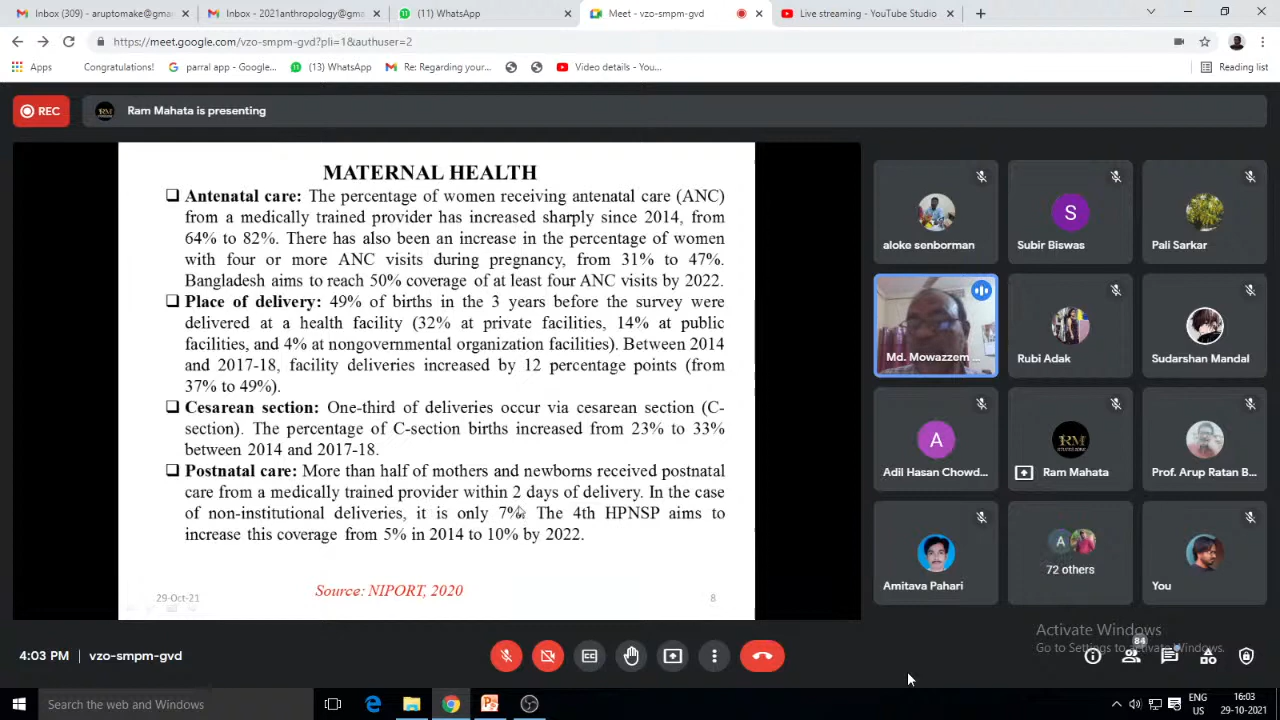 Inbox (309) - aruptomake@gmai
Inbox - 2021anthropology@gma
(11) WhatsApp
Meet - vzo-smpm-gvd
Live streaming - YouTube Studio
https://meet.google.com/vzo-smpm-gvd?pli=1&authuser=2
Apps
Congratulations!
parral app - Google...
(13) WhatsApp
Re: Regarding your...
Video details - You...
Reading list
REC
RM
Ram Mahata is presenting
MATERNAL HEALTH
❑ Antenatal care: The percentage of women receiving antenatal care (ANC)
from a medically trained provider has increased sharply since 2014, from
64% to 82%. There has also been an increase in the percentage of women
with four or more ANC visits during pregnancy, from 31% to 47%.
Bangladesh aims to reach 50% coverage of at least four ANC visits by 2022.
❑ Place of delivery: 49% of births in the 3 years before the survey were
delivered at a health facility (32% at private facilities, 14% at public
facilities, and 4% at nongovernmental organization facilities). Between 2014
and 2017-18, facility deliveries increased by 12 percentage points (from
37% to 49%).
❑ Cesarean section: One-third of deliveries occur via cesarean section (C-
section). The percentage of C-section births increased from 23% to 33%
between 2014 and 2017-18.
❑ Postnatal care: More than half of mothers and newborns received postnatal
care from a medically trained provider within 2 days of delivery. In the case
of non-institutional deliveries, it is only 7%. The 4th HPNSP aims to
increase this coverage from 5% in 2014 to 10% by 2022.
Source: NIPORT, 2020
29-Oct-21
8
aloke senborman
S
Subir Biswas
Pali Sarkar
Md. Mowazzem ...
Rubi Adak
Sudarshan Mandal
A
Adil Hasan Chowd...
RM
Ram Mahata
Prof. Arup Ratan B...
Amitava Pahari
A
72 others
You
Activate Windows
Go to Settings to activate Windows.
4:03 PM
vzo-smpm-gvd
84
Search the web and Windows
ENG
US
16:03
29-10-2021